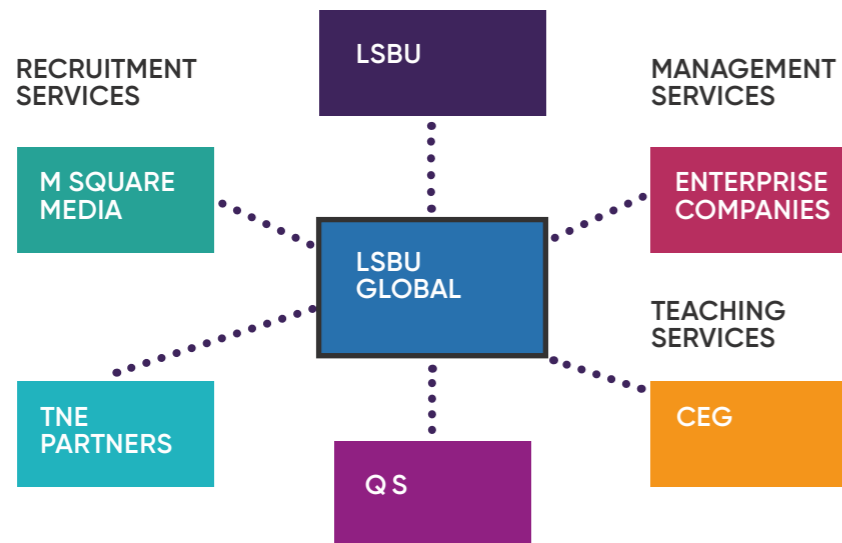 LSBU
RECRUITMENT
SERVICES
MANAGEMENT
SERVICES
M SQUARE
MEDIA
ENTERPRISE
COMPANIES
LSBU
GLOBAL
TEACHING
SERVICES
TNE
PARTNERS
CEG
Q S